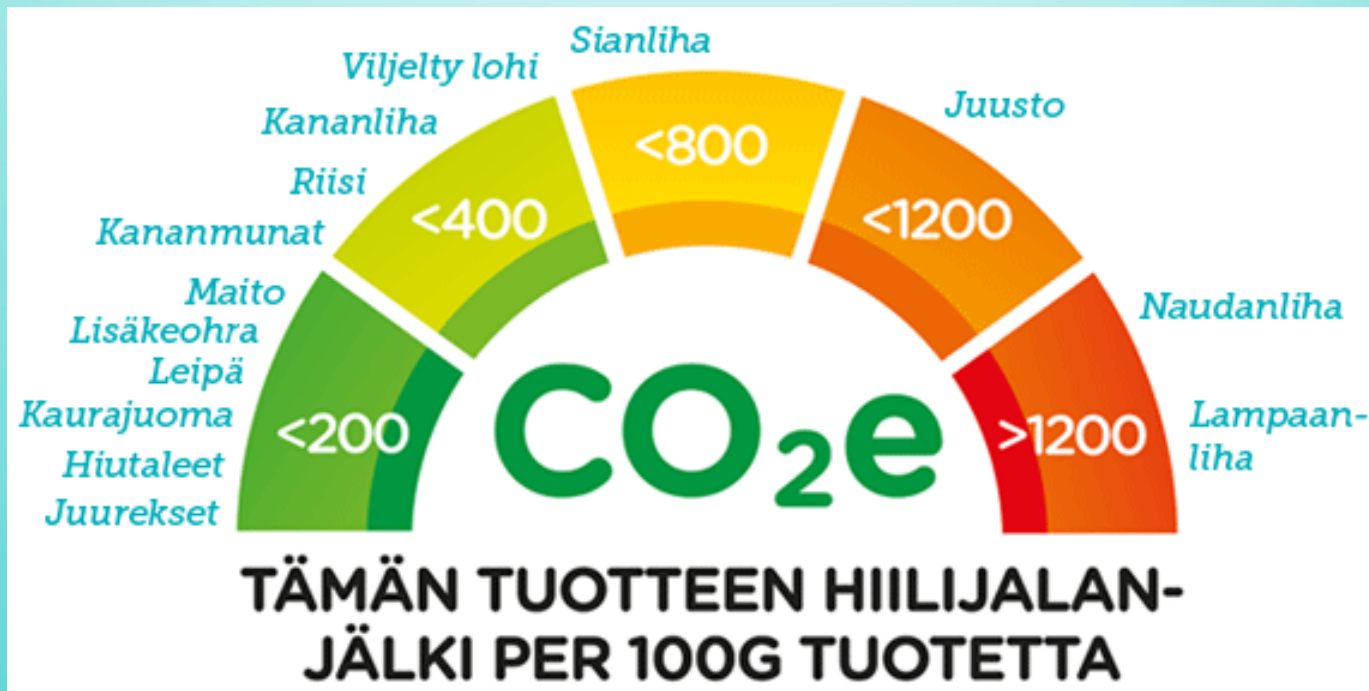 Sianliha
Viljelty lohi
Juusto
Kananliha
Riisi
Kananmunat
Maito
Lisäkeohra
Leipä
Kaurajuoma
Hiutaleet
Juurekset
Naudanliha
Lampaan-
liha
<200
<400
<800
<1200
>1200
CO₂e
TÄMÄN TUOTTEEN HIILIJALAN-
JÄLKI PER 100G TUOTETTA